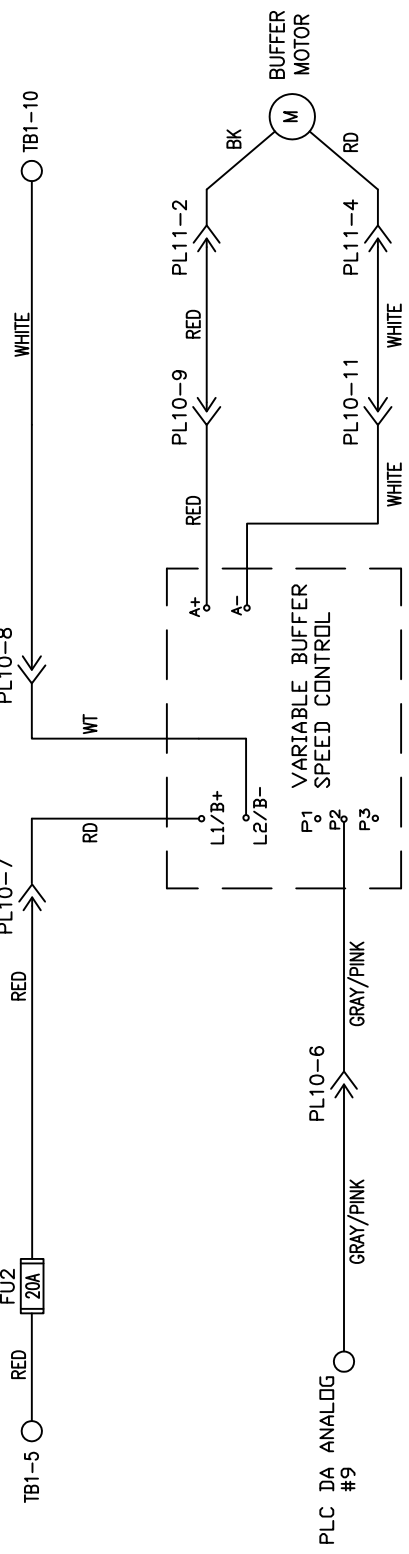 TB1-5
RED
FU2
20A
RED
PL10-7
RD
PL10-8
WT
WHITE
TB1-10
L1/B+
L2/B-
P1
P2
P3
VARIABLE BUFFER
SPEED CONTROL
A+
A-
RED
PL10-9
RED
PL11-2
BK
WHITE
PL10-11
WHITE
PL11-4
RD
M
BUFFER
MOTOR
PLC DA ANALOG
#9
GRAY/PINK
PL10-6
GRAY/PINK